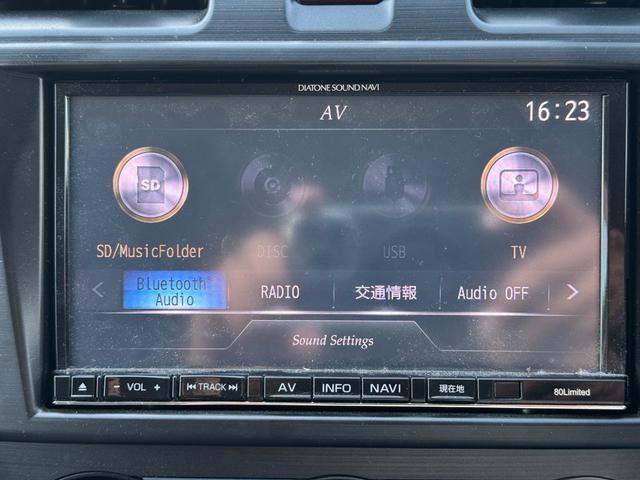 DIATONE SOUND NAVI
AV 16:23
SD
SD/MusicFolder DISC USB TV
Bluetooth® Audio RADIO 交通情報 Audio OFF
Sound Settings
− VOL + TRACK AV INFO NAVI 現在地 80Limited